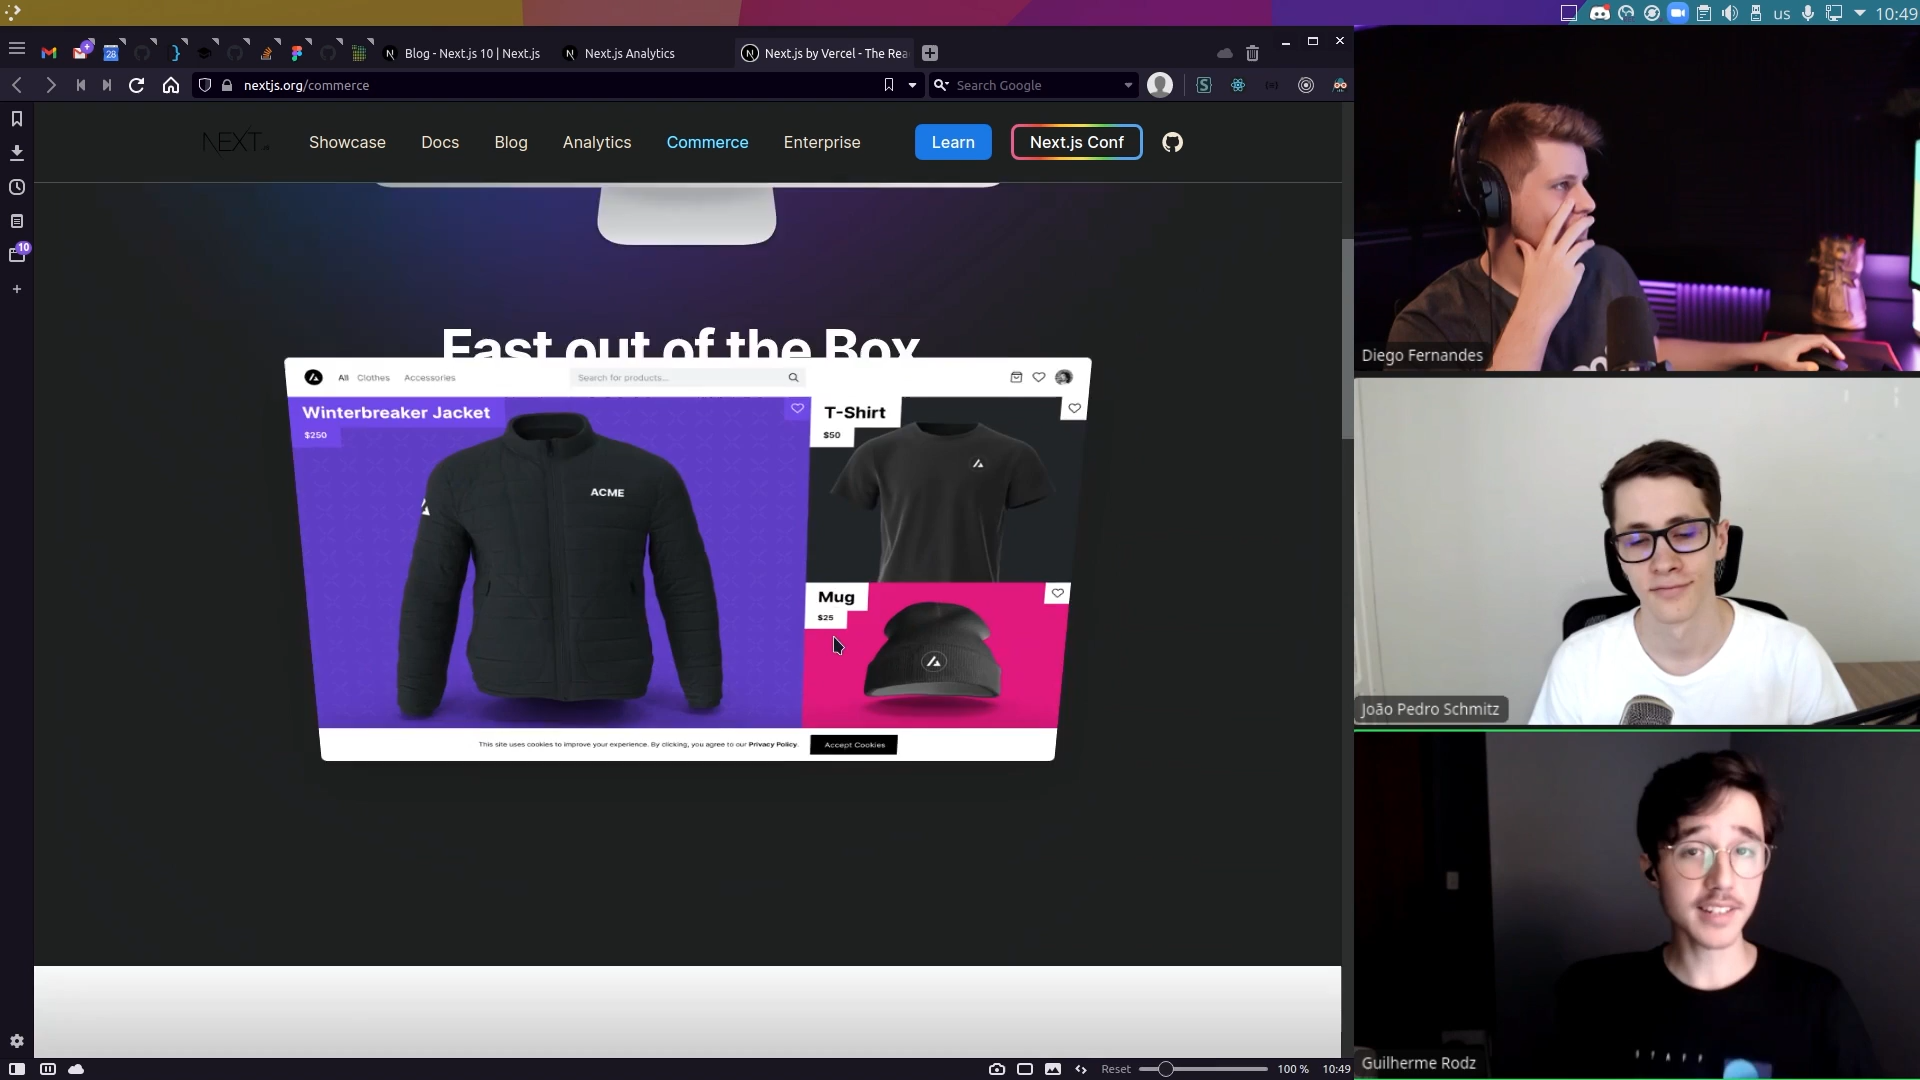 us 10:49
28
Blog - Next.js 10 | Next.js
Next.js Analytics
Next.js by Vercel - The Rea
nextjs.org/commerce
Search Google
NEXT
Showcase
Docs
Blog
Analytics
Commerce
Enterprise
Learn
Next.js Conf
10
Fast out of the Box
All
Clothes
Accessories
Search for products...
Winterbreaker Jacket
$250
ACME
T-Shirt
$50
Mug
$25
This site uses cookies to improve your experience. By clicking, you agree to our Privacy Policy.
Accept Cookies
Diego Fernandes
João Pedro Schmitz
STAFF
Guilherme Rodz
Reset
100 %
10:49